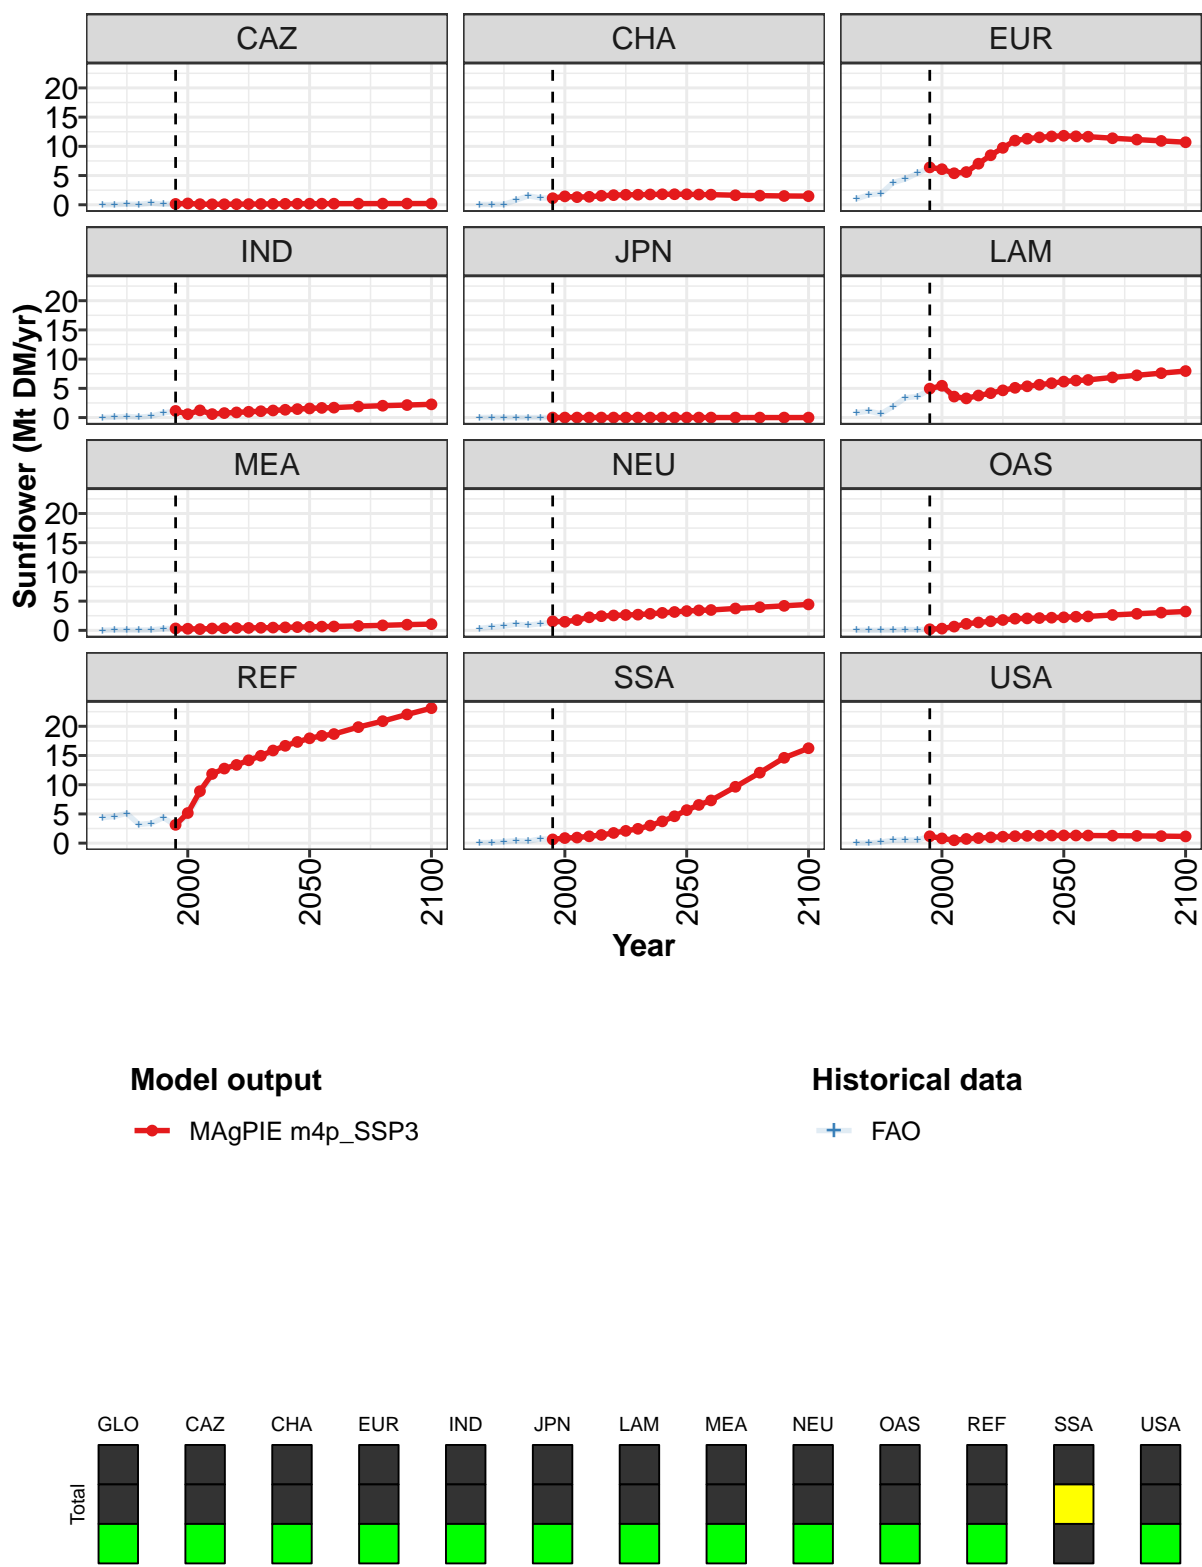 CAZ CHA EUR
20
15
10
5
0
IND JPN LAM
20
15
10
5
0
MEA NEU OAS
20
15
10
5
0
REF SSA USA
20
15
10
5
0
Sunflower (Mt DM/yr)
2000 2050 2100 2000 2050 2100 2000 2050 2100
Year
Model output Historical data
MAgPIE m4p_SSP3 FAO
GLO CAZ CHA EUR IND JPN LAM MEA NEU OAS REF SSA USA
Total